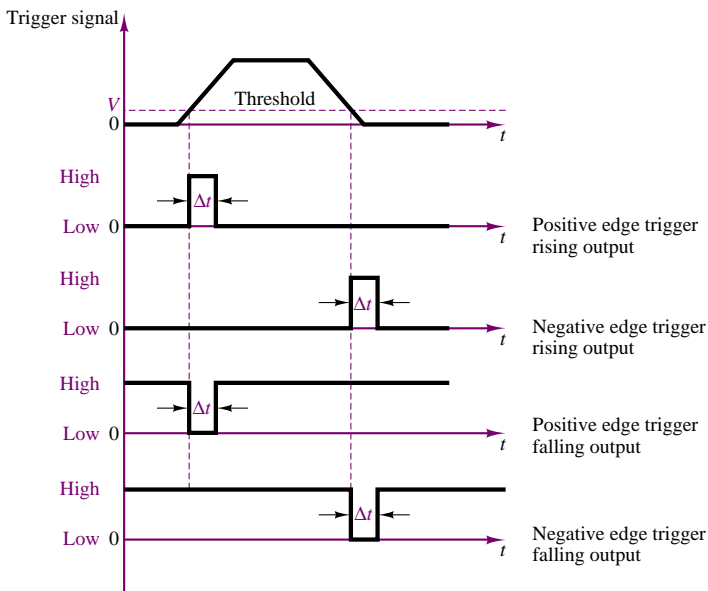 Trigger signal
Threshold
V
0
t
High
Δt
Low 0
t
Positive edge trigger
rising output
High
Δt
Low 0
t
Negative edge trigger
rising output
High
Δt
Low 0
t
Positive edge trigger
falling output
High
Δt
Low 0
t
Negative edge trigger
falling output